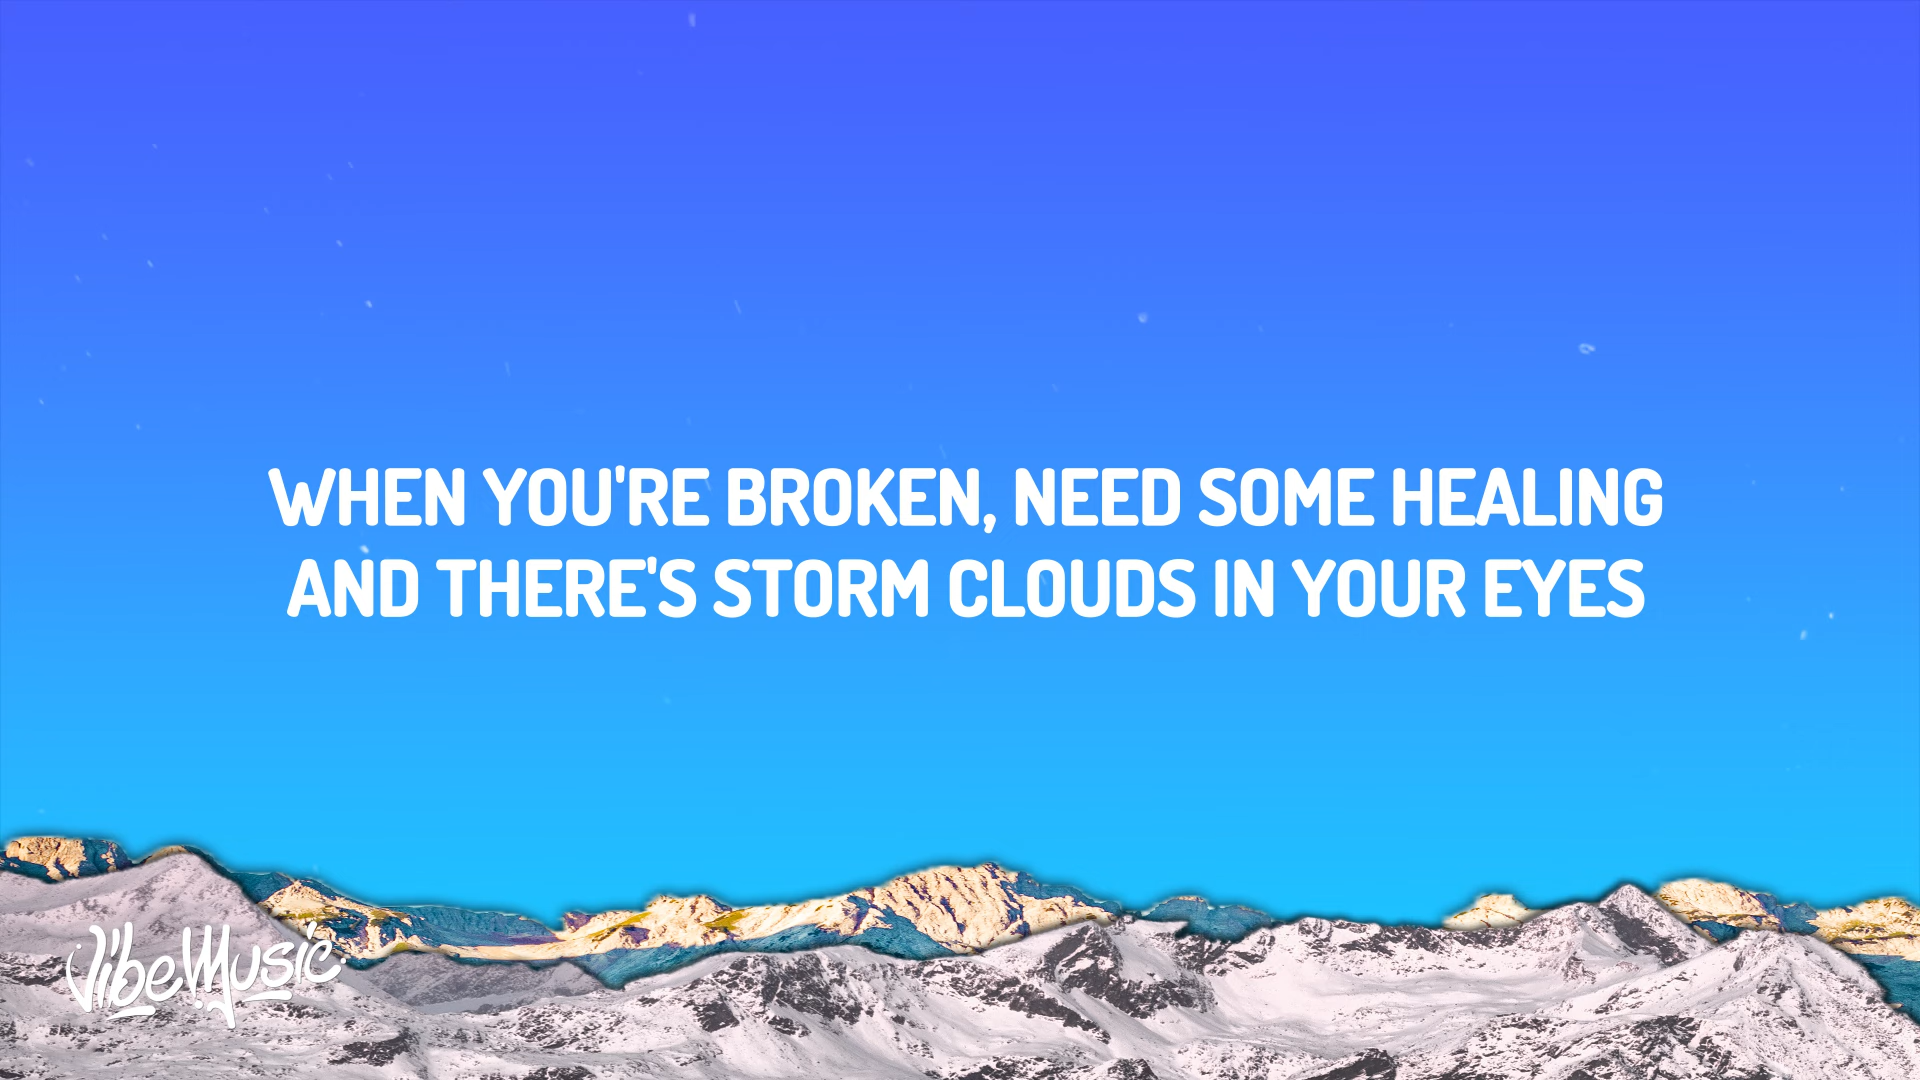 WHEN YOU'RE BROKEN, NEED SOME HEALING
AND THERE'S STORM CLOUDS IN YOUR EYES
VibeMusic